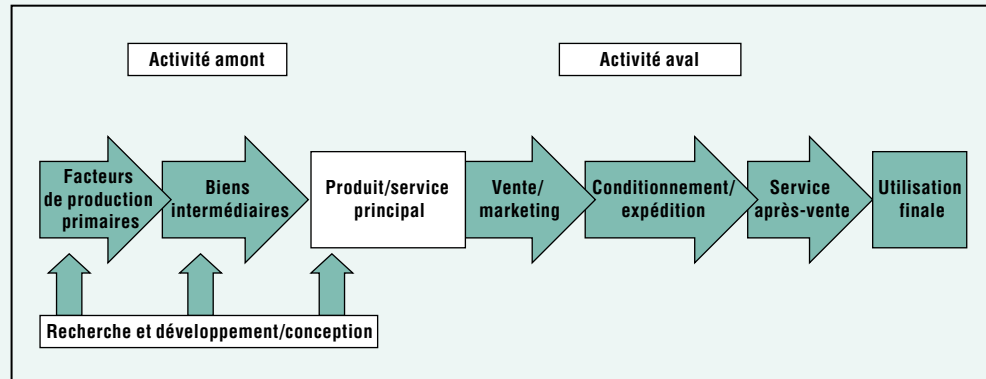 Activité amont
Activité aval
Facteurs
de production
primaires
Biens
intermédiaires
Produit/service
principal
Vente/
marketing
Conditionnement/
expédition
Service
après-vente
Utilisation
finale
Recherche et développement/conception